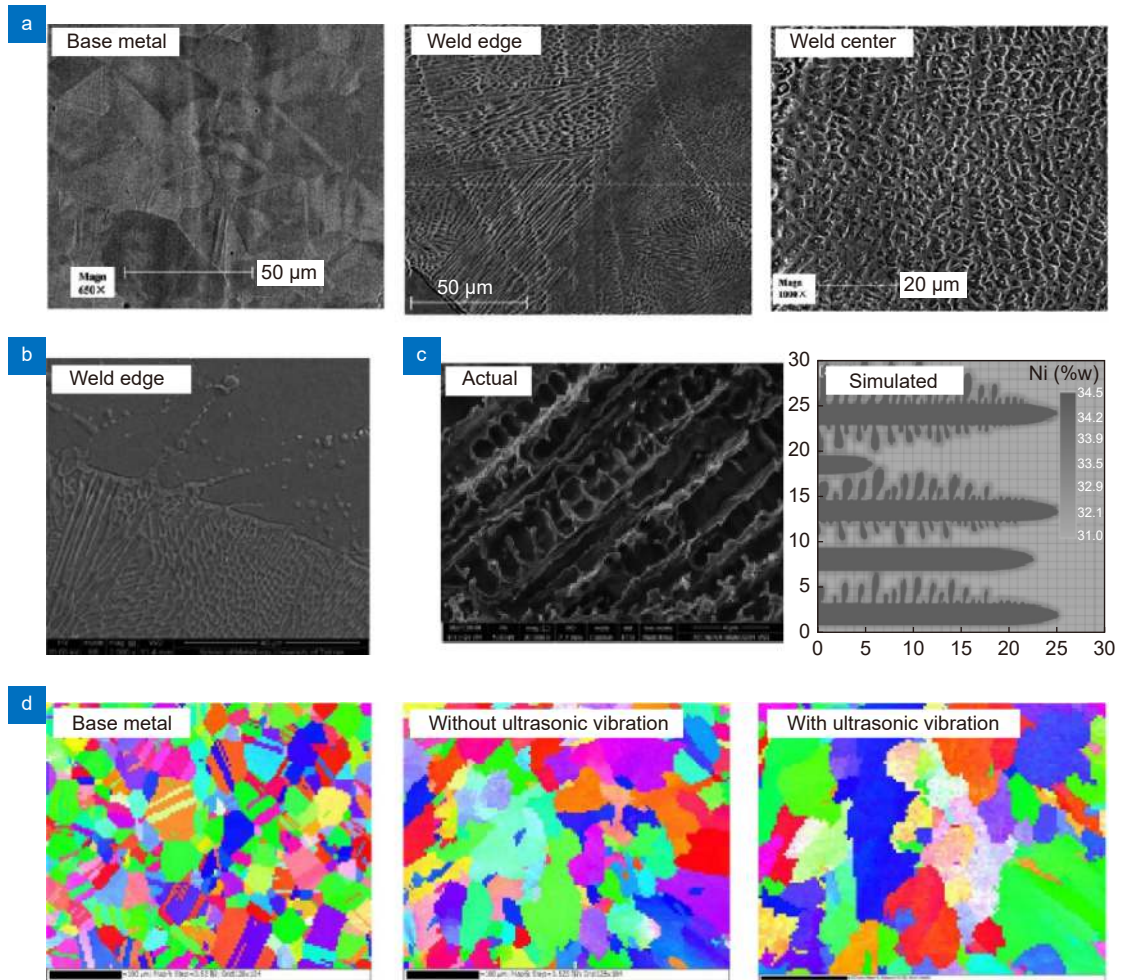 a
Base metal
Weld edge
Weld center
Magn
650×
50 µm
50 µm
Magn
1000×
20 µm
b
Weld edge
c
Actual
Simulated
Ni (%w)
34.5
34.2
33.9
33.5
32.9
32.1
31.0
30
25
20
15
10
5
0
0
5
10
15
20
25
30
d
Base metal
Without ultrasonic vibration
With ultrasonic vibration